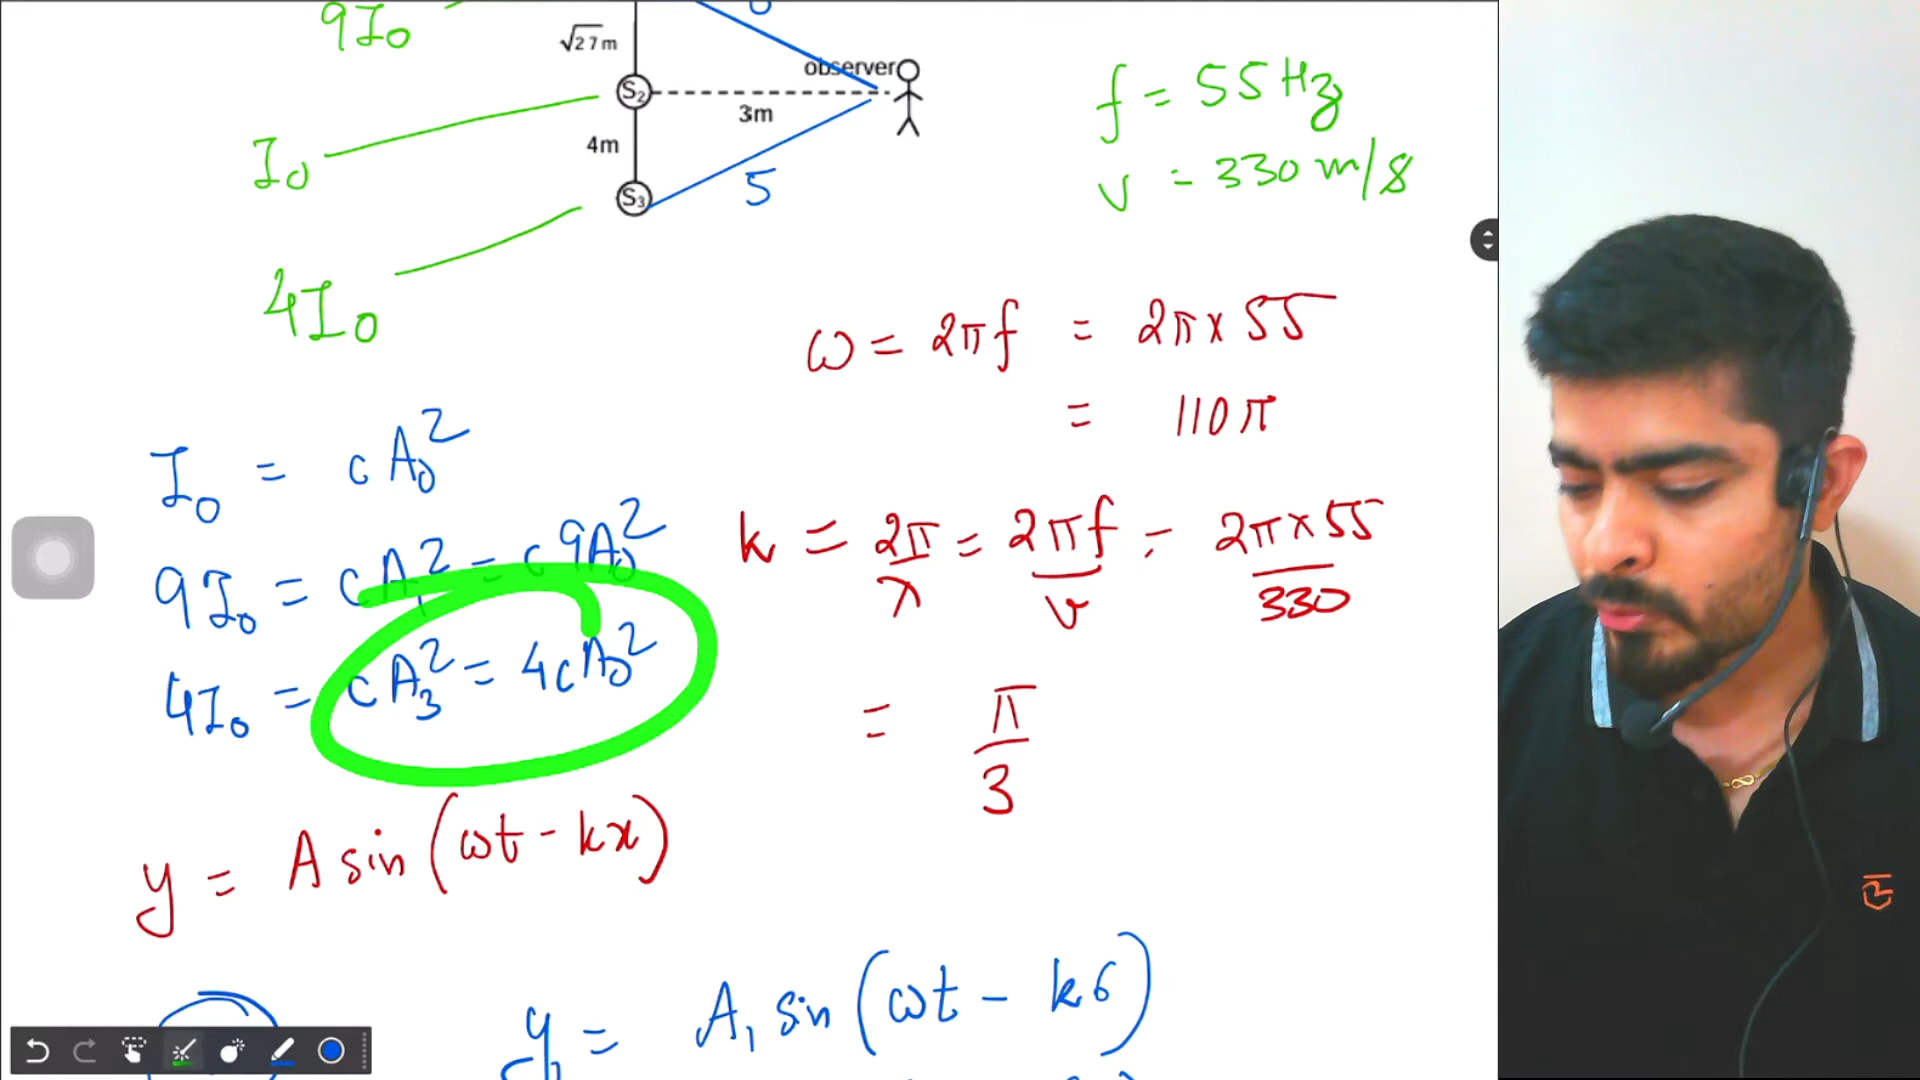 9I₀
√27m
6
observer
S₂
3m
f = 55 Hz
I₀
4m
v = 330 m/s
S₃
5
4I₀
ω = 2πf = 2π × 55
= 110π
I₀ = cA₀²
k = 2π/λ = 2πf/v = 2π×55/330
9I₀ = cA₁² = c9A₀²
4I₀ = cA₃² = 4cA₀²
= π/3
y = A sin(ωt - kx)
y₁ = A₁ sin(ωt - k6)